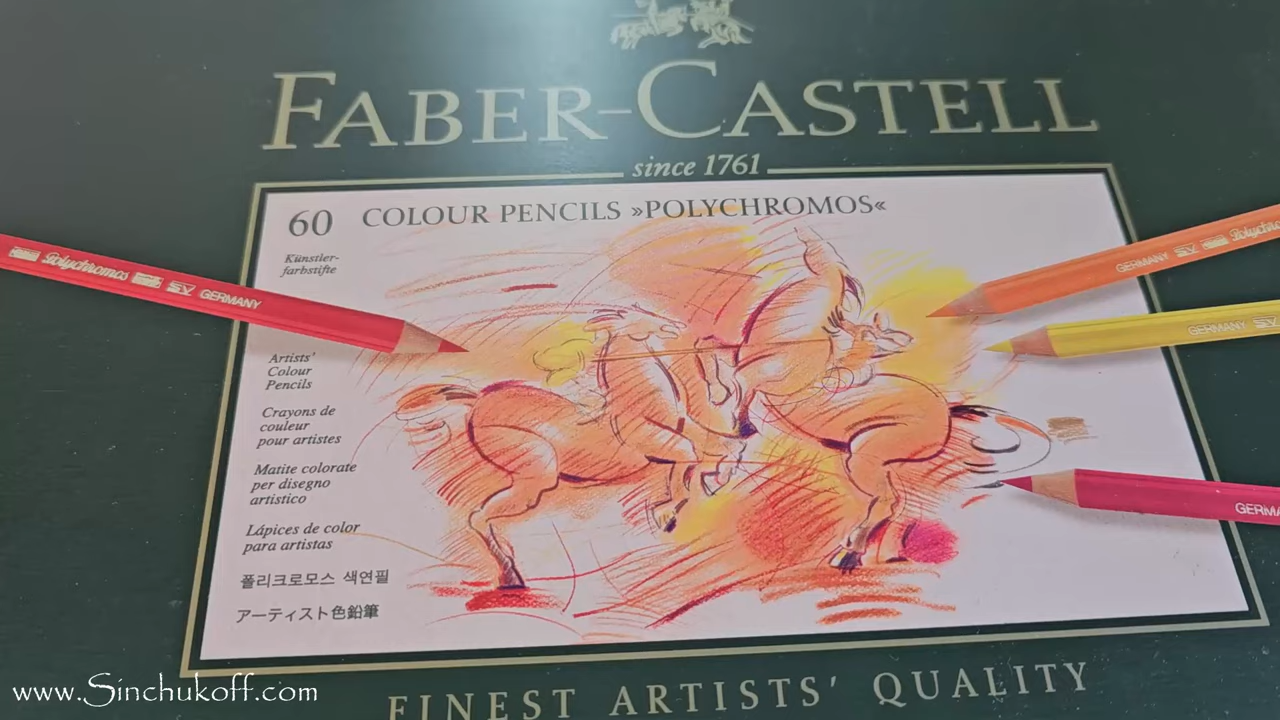 FABER-CASTELL
since 1761
60 COLOUR PENCILS »POLYCHROMOS«
Künstler-
farbstifte
Polychromos SV GERMANY
GERMANY SV Polychromos
GERMANY SV
Artists'
Colour
Pencils
Crayons de
couleur
pour artistes
Matite colorate
per disegno
artistico
GERMA
Lápices de color
para artistas
폴리크로모스 색연필
アーティスト色鉛筆
FINEST ARTISTS' QUALITY
www.Sinchukoff.com